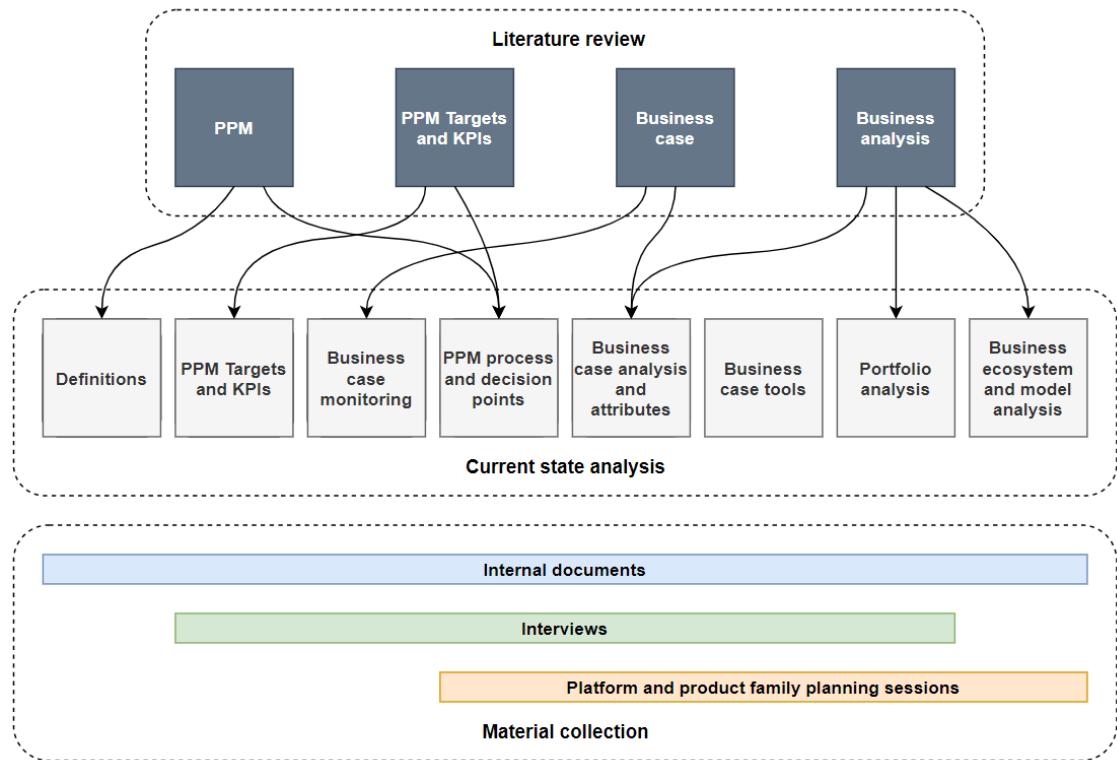 Literature review
PPM
PPM Targets
and KPIs
Business
case
Business
analysis
Definitions
PPM Targets
and KPIs
Business
case
monitoring
PPM process
and decision
points
Business
case analysis
and
attributes
Business
case tools
Portfolio
analysis
Business
ecosystem
and model
analysis
Current state analysis
Internal documents
Interviews
Platform and product family planning sessions
Material collection